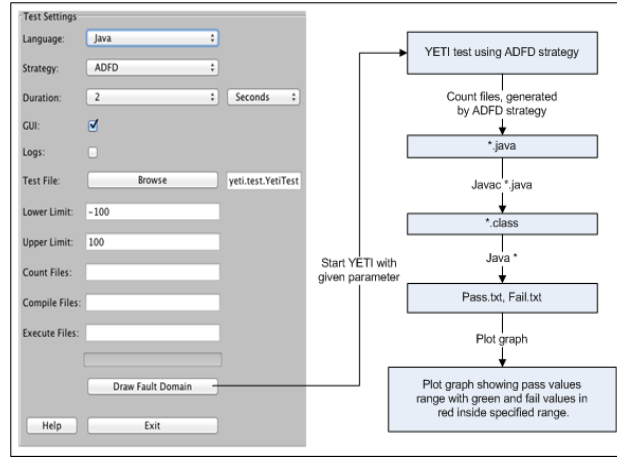 Test Settings
Language: Java
Strategy: ADFD
Duration: 2 Seconds
GUI:
Logs:
Test File: Browse yeti.test.YetiTest
Lower Limit: -100
Upper Limit: 100
Count Files:
Compile Files:
Execute Files:
Draw Fault Domain
Help Exit
Start YETI with
given parameter
YETI test using ADFD strategy
Count files, generated
by ADFD strategy
*.java
Javac *.java
*.class
Java *
Pass.txt, Fail.txt
Plot graph
Plot graph showing pass values
range with green and fail values in
red inside specified range.